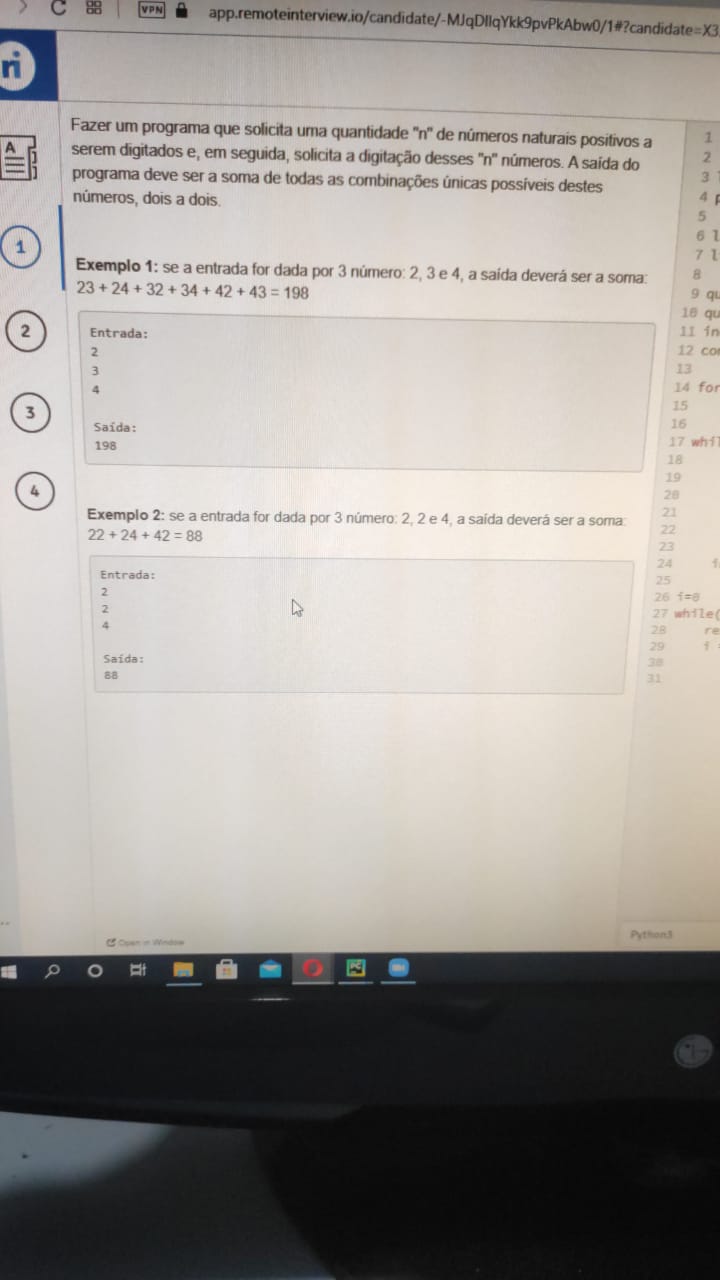 VPN
app.remoteinterview.io/candidate/-MJqDIlqYkk9pvPkAbw0/1#?candidate=X3
ri
A
Fazer um programa que solicita uma quantidade "n" de números naturais positivos a
serem digitados e, em seguida, solicita a digitação desses "n" números. A saída do
programa deve ser a soma de todas as combinações únicas possíveis destes
números, dois a dois.
1
Exemplo 1: se a entrada for dada por 3 número: 2, 3 e 4, a saída deverá ser a soma:
23 + 24 + 32 + 34 + 42 + 43 = 198
2
Entrada:
2
3
4
3
Saída:
198
4
Exemplo 2: se a entrada for dada por 3 número: 2, 2 e 4, a saída deverá ser a soma:
22 + 24 + 42 = 88
Entrada:
2
2
4
Saída:
88
1
2
3
4
5
6
7
8
9 qu
10 qu
11 in
12 co
13
14 for
15
16
17 whil
18
19
20
21
22
23
24
25
26 i=0
27 while(
28 re
29 i =
30
31
Open in Window
Python3
PC